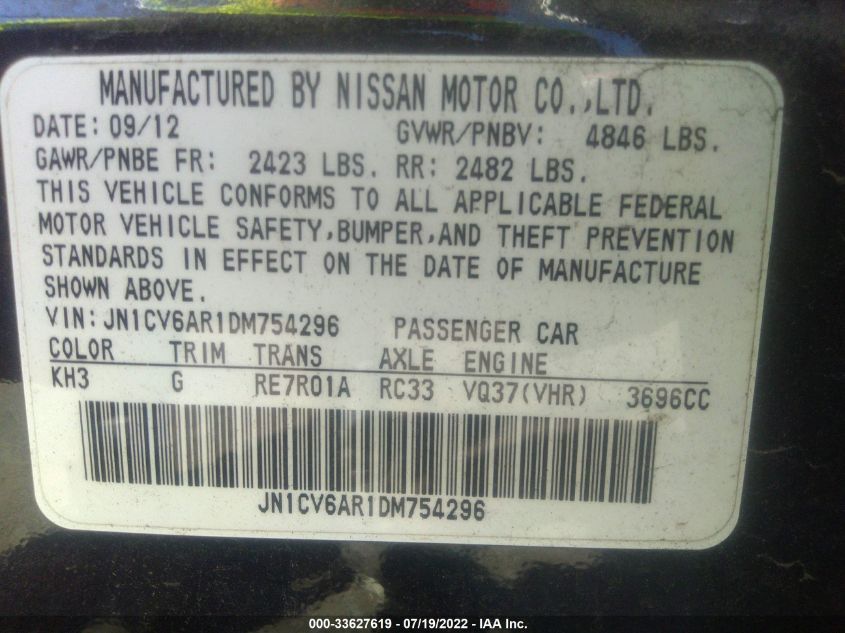 MANUFACTURED BY NISSAN MOTOR CO.,LTD.
DATE: 09/12 GVWR/PNBV: 4846 LBS.
GAWR/PNBE FR: 2423 LBS. RR: 2482 LBS.
THIS VEHICLE CONFORMS TO ALL APPLICABLE FEDERAL
MOTOR VEHICLE SAFETY,BUMPER,AND THEFT PREVENTION
STANDARDS IN EFFECT ON THE DATE OF MANUFACTURE
SHOWN ABOVE.
VIN:JN1CV6AR1DM754296 PASSENGER CAR
COLOR TRIM TRANS AXLE ENGINE
KH3 G RE7R01A RC33 VQ37(VHR) 3696CC
JN1CV6AR1DM754296
000-33627619 - 07/19/2022 - IAA Inc.